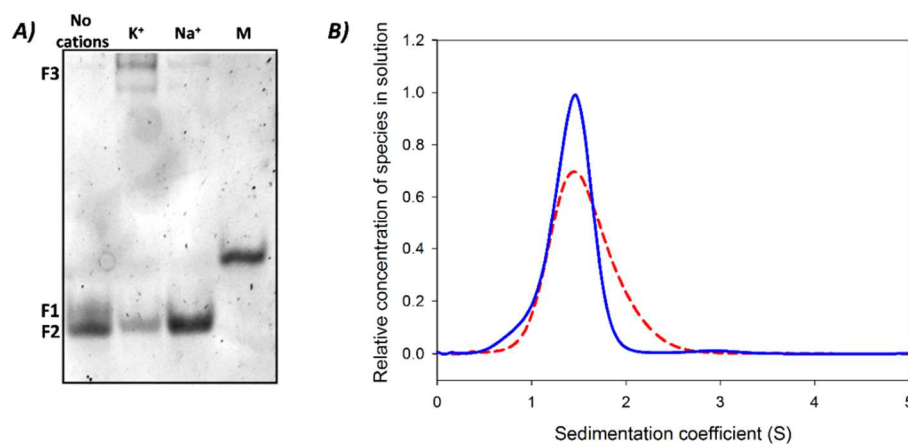 A)
No cations K⁺ Na⁺ M
F3
F1
F2
B)
Relative concentration of species in solution
1.2
1.0
0.8
0.6
0.4
0.2
0.0
0 1 2 3 4 5
Sedimentation coefficient (S)